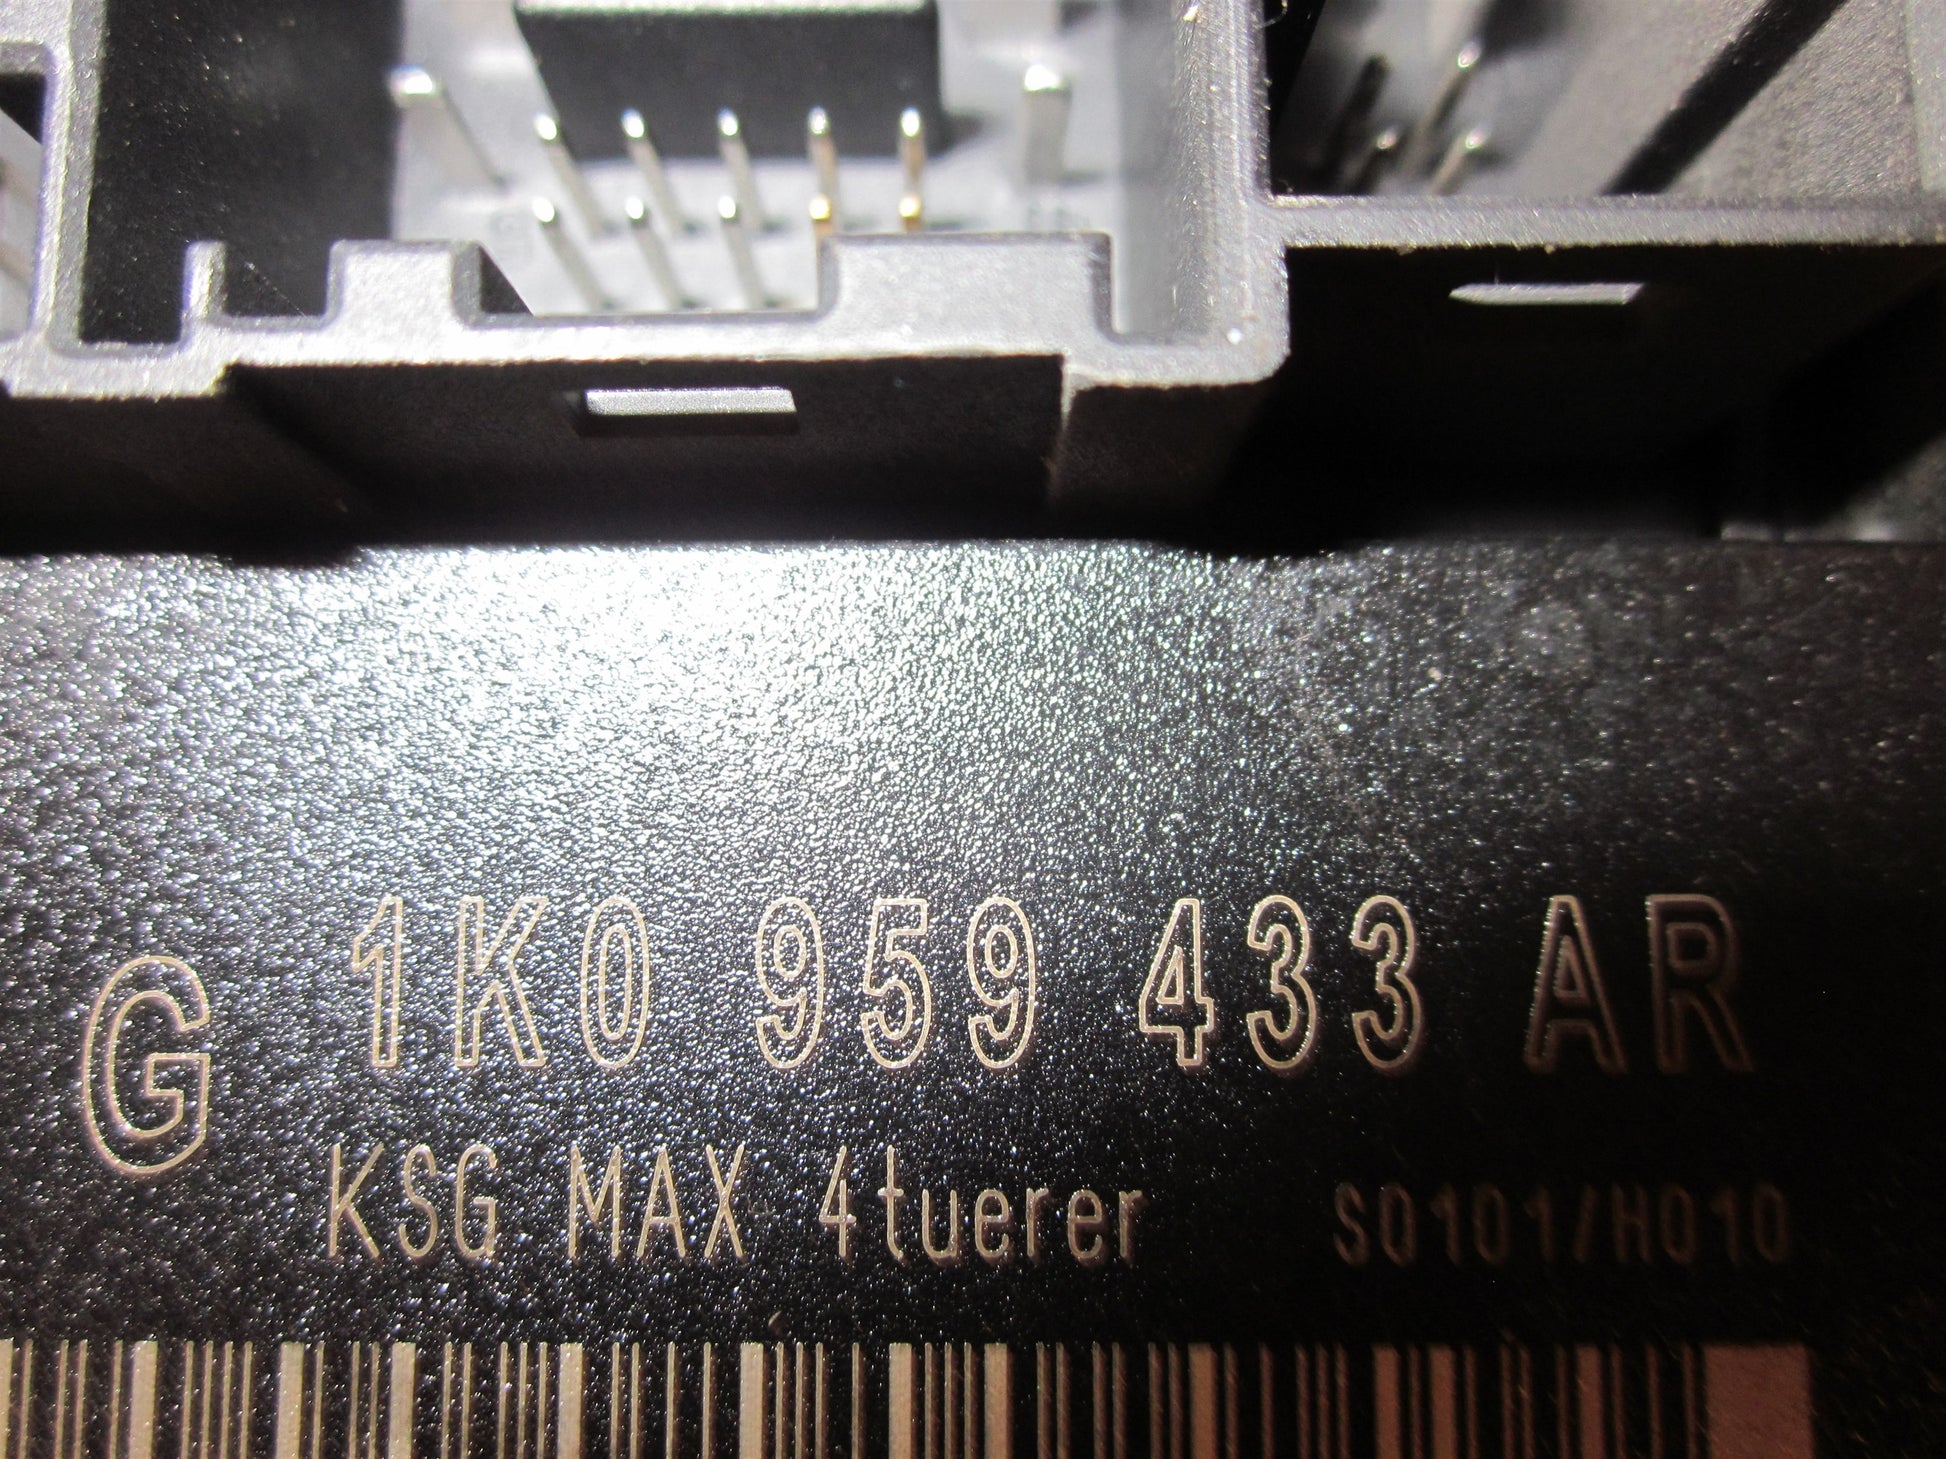 G 1K0 959 433 AR
KSG MAX 4tuerer S0101/H010